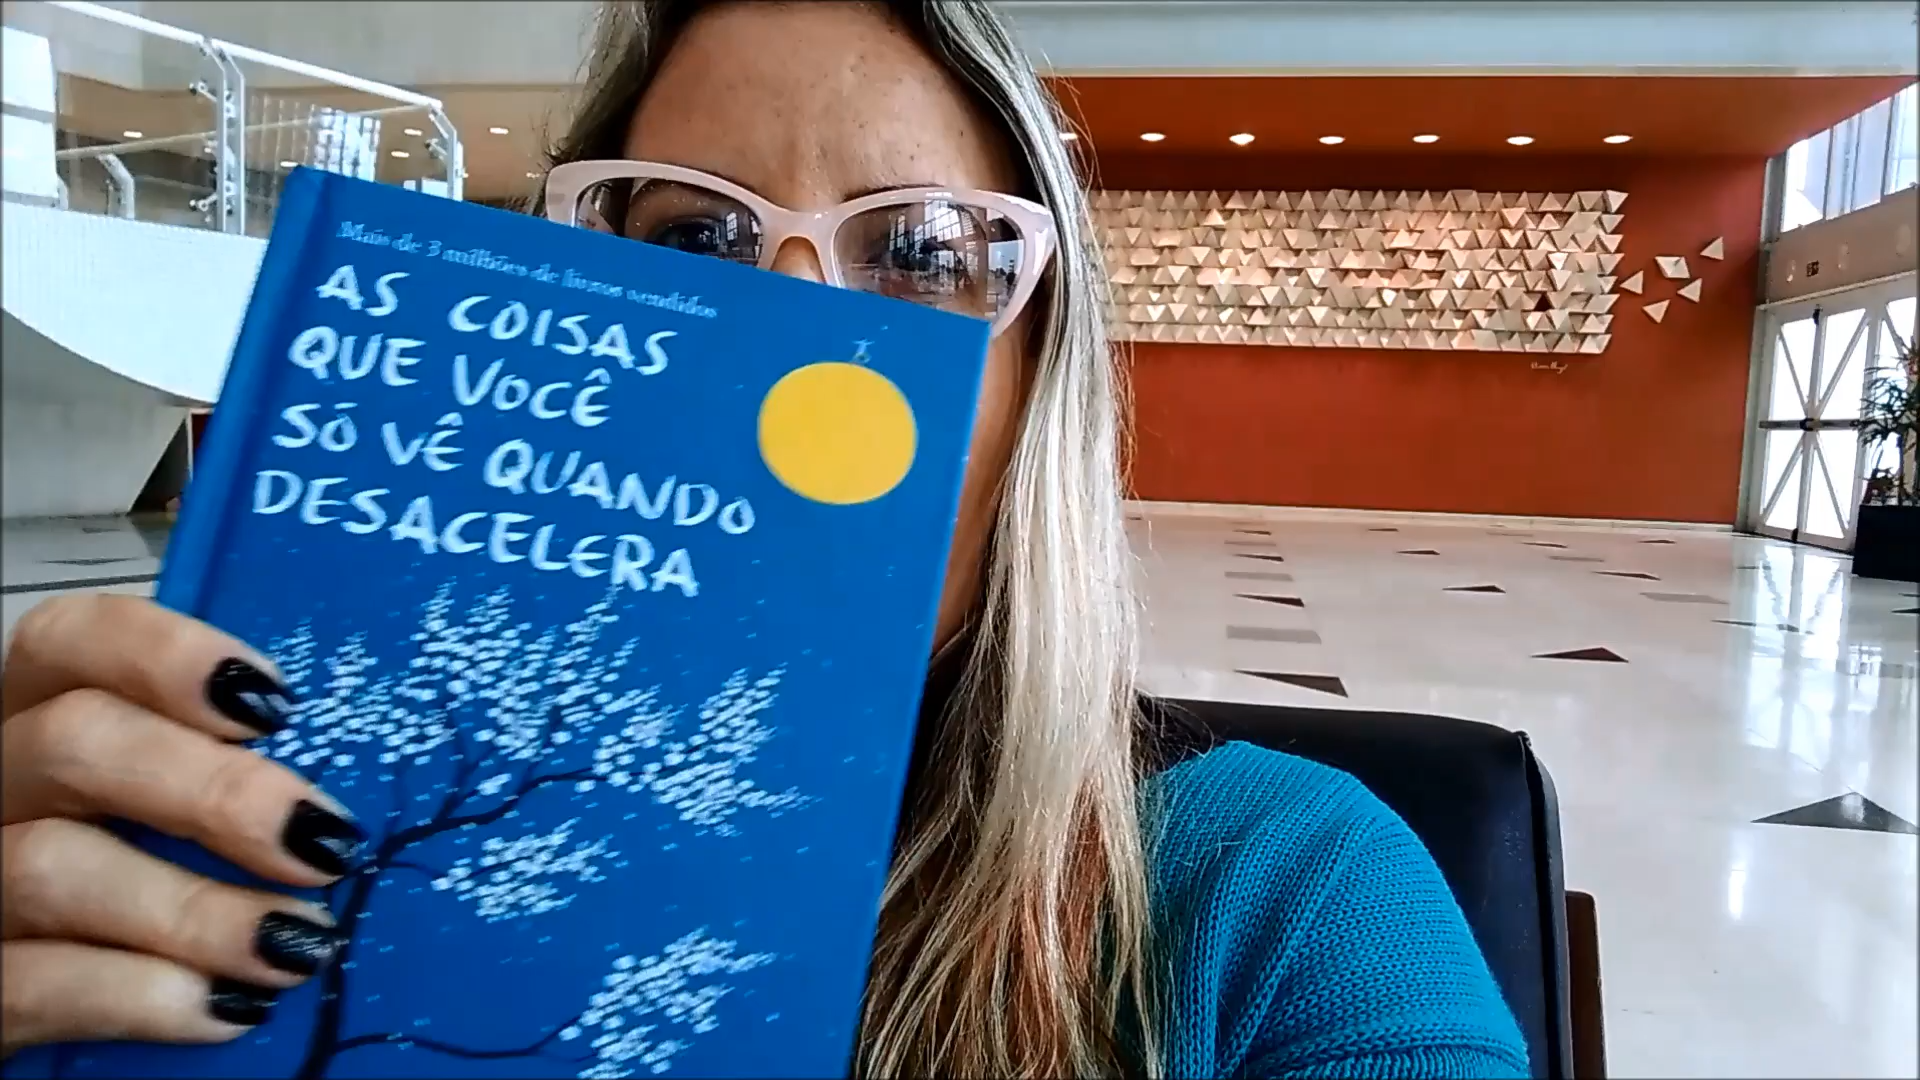 Mais de 3 milhões de livros vendidos
AS COISAS
QUE VOCÊ
SÓ VÊ QUANDO
DESACELERA